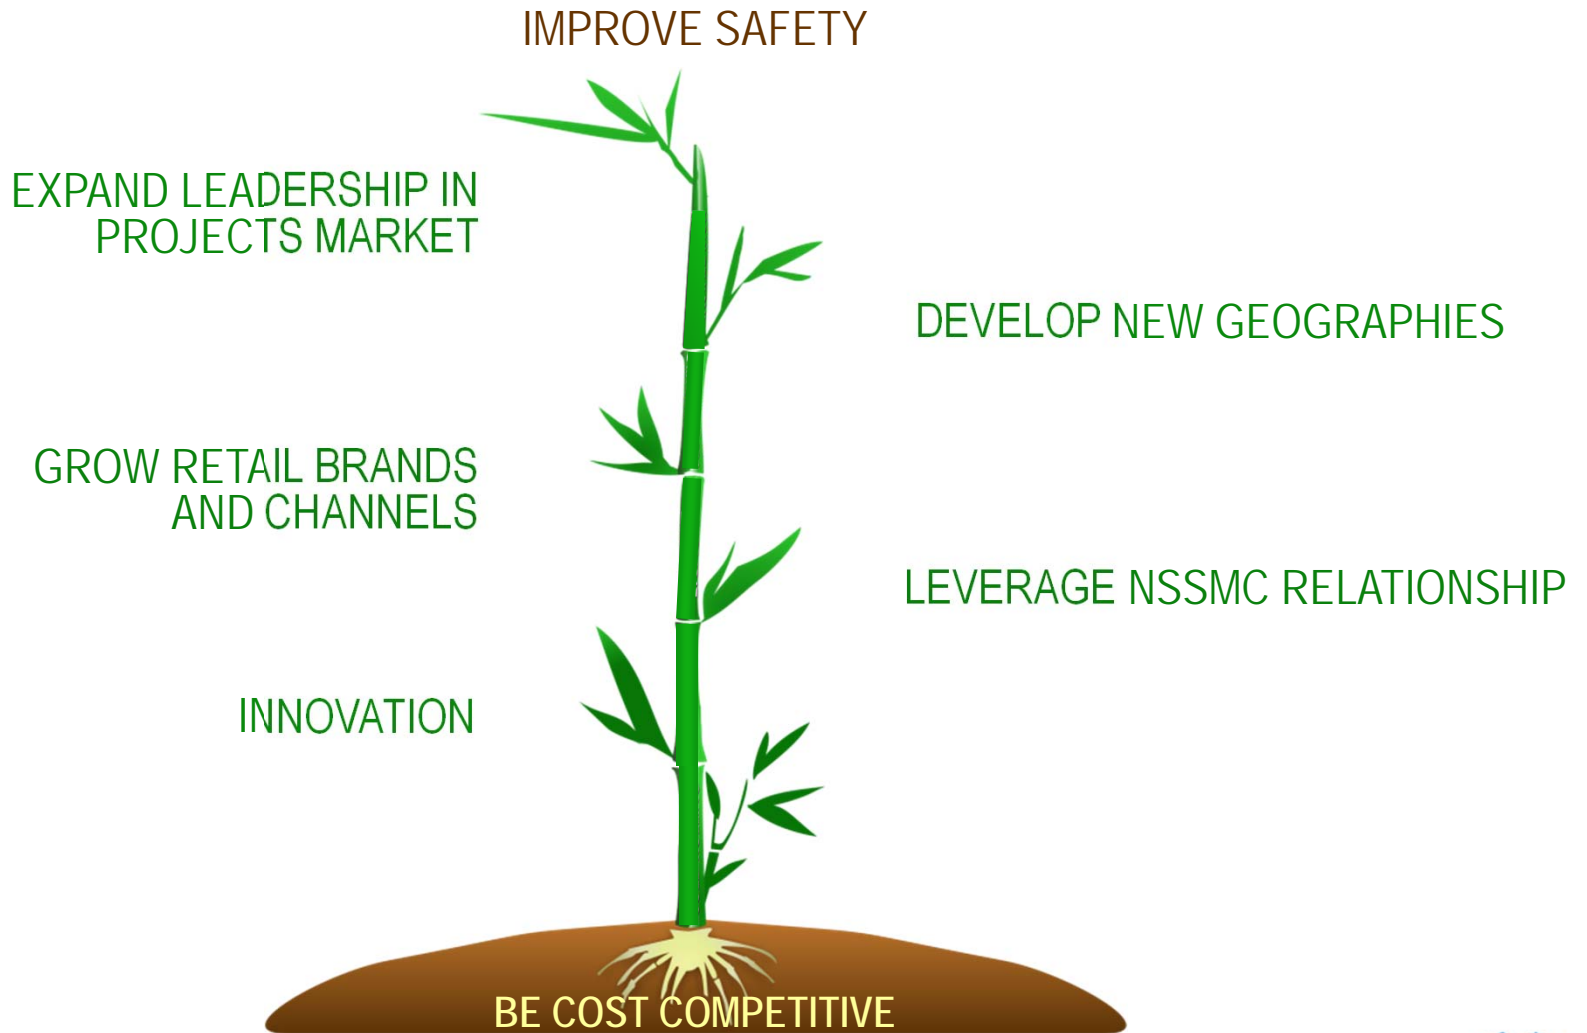 IMPROVE SAFETY
EXPAND LEADERSHIP IN
PROJECTS MARKET
DEVELOP NEW GEOGRAPHIES
GROW RETAIL BRANDS
AND CHANNELS
LEVERAGE NSSMC RELATIONSHIP
INNOVATION
BE COST COMPETITIVE